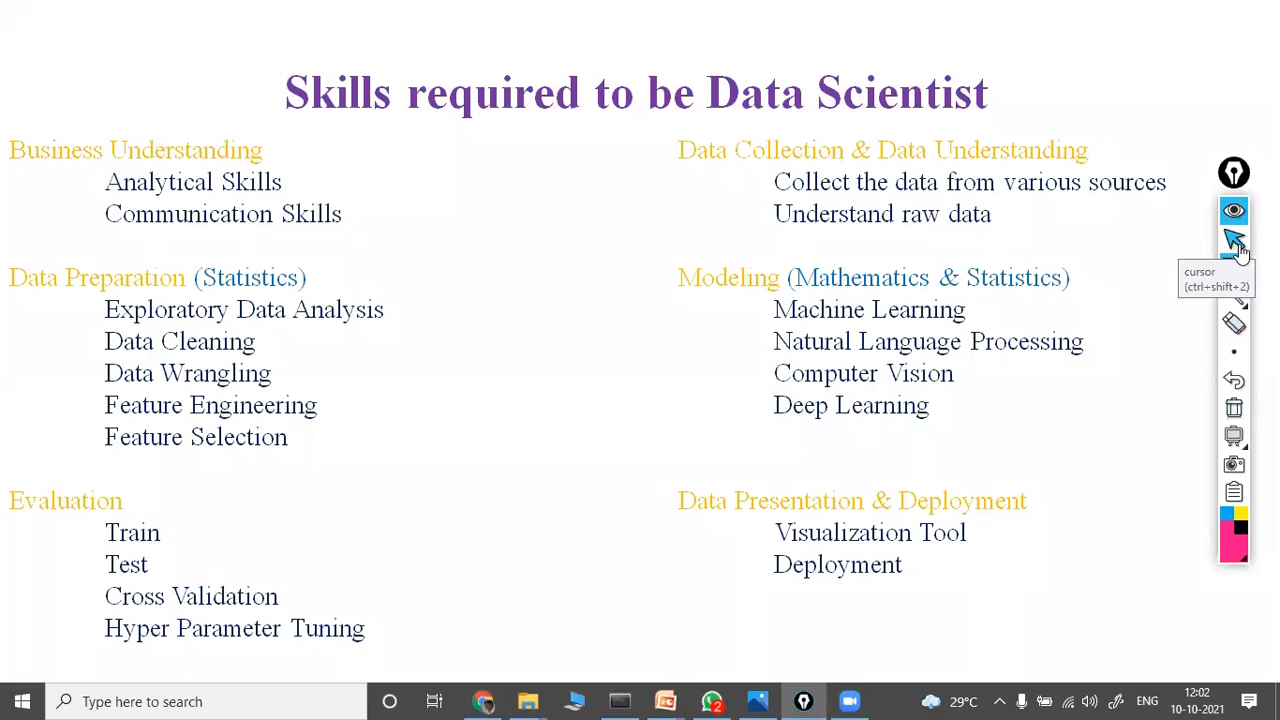 Skills required to be Data Scientist
Business Understanding
Analytical Skills
Communication Skills
Data Collection & Data Understanding
Collect the data from various sources
Understand raw data
Data Preparation (Statistics)
Exploratory Data Analysis
Data Cleaning
Data Wrangling
Feature Engineering
Feature Selection
Modeling (Mathematics & Statistics)
Machine Learning
Natural Language Processing
Computer Vision
Deep Learning
Evaluation
Train
Test
Cross Validation
Hyper Parameter Tuning
Data Presentation & Deployment
Visualization Tool
Deployment
cursor
(ctrl+shift+2)
Type here to search
2
29°C
ENG
12:02
10-10-2021